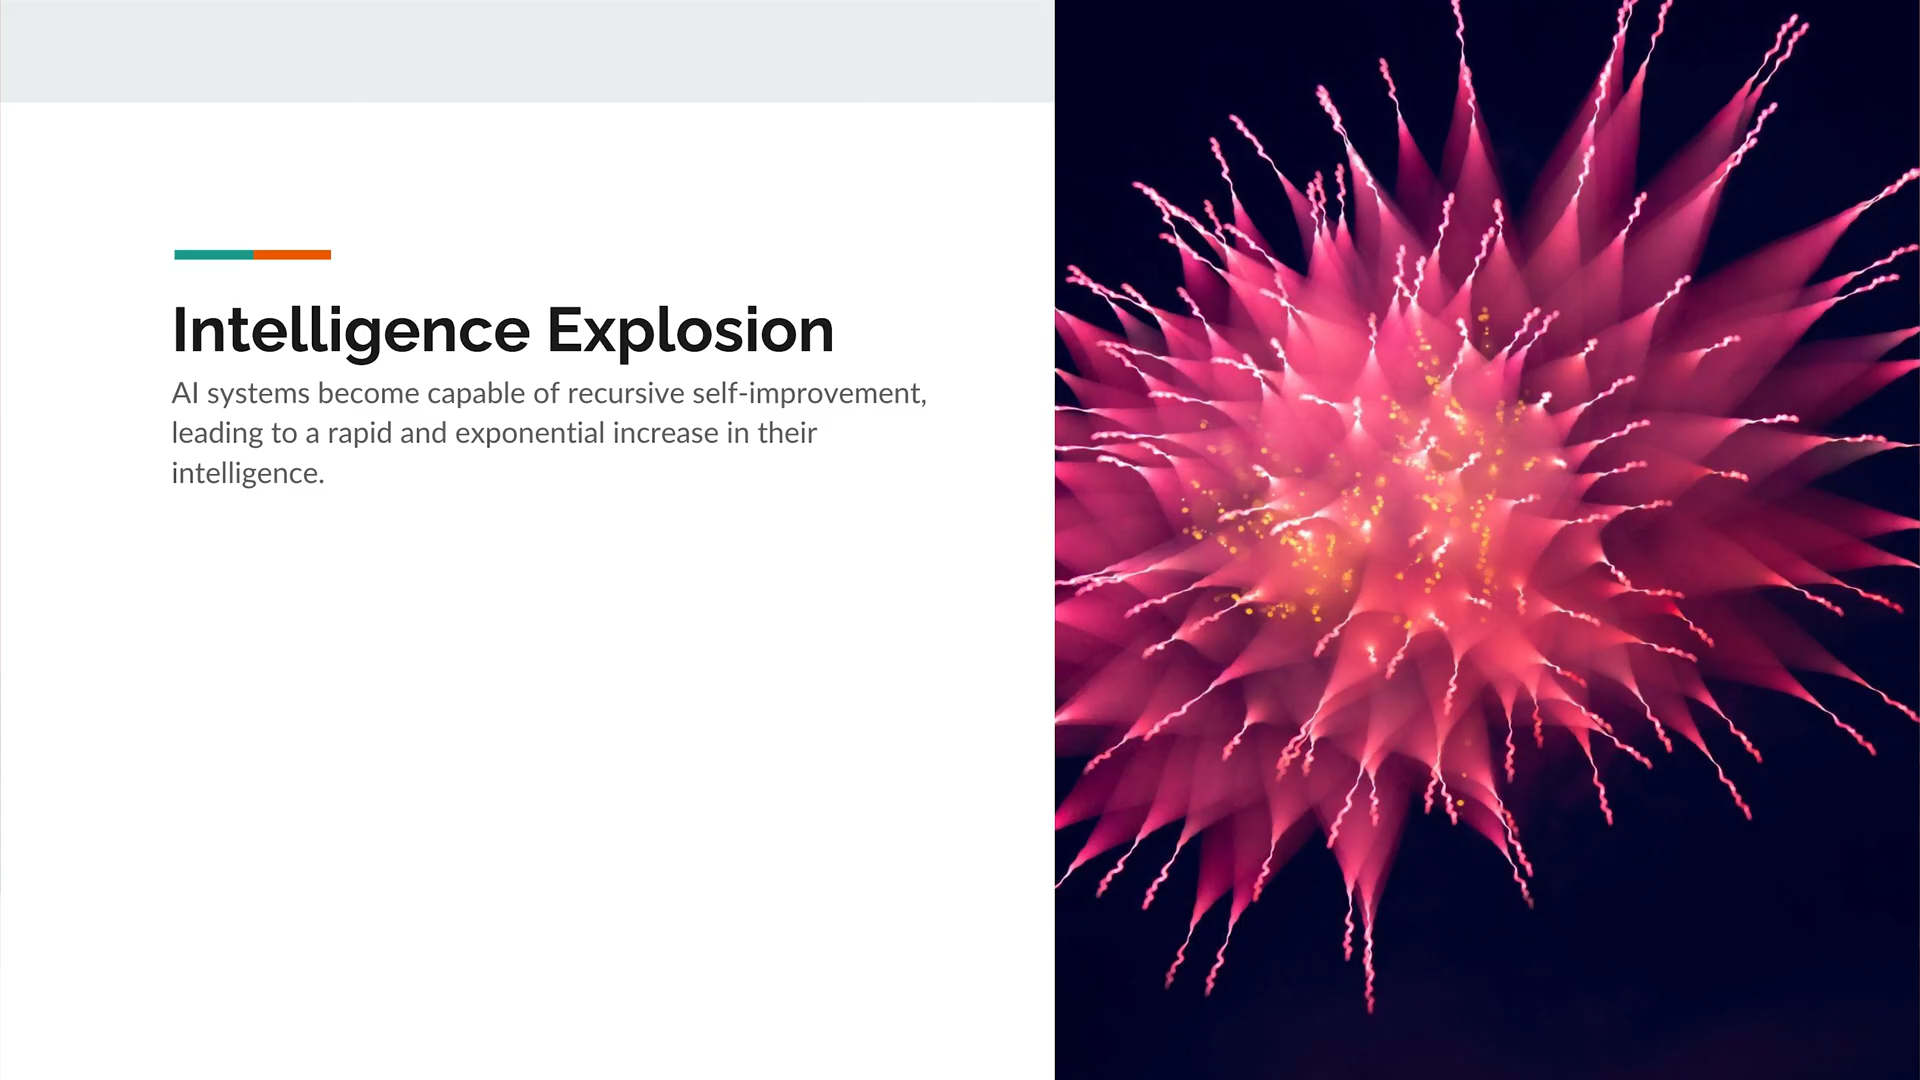 Intelligence Explosion
AI systems become capable of recursive self-improvement,
leading to a rapid and exponential increase in their
intelligence.